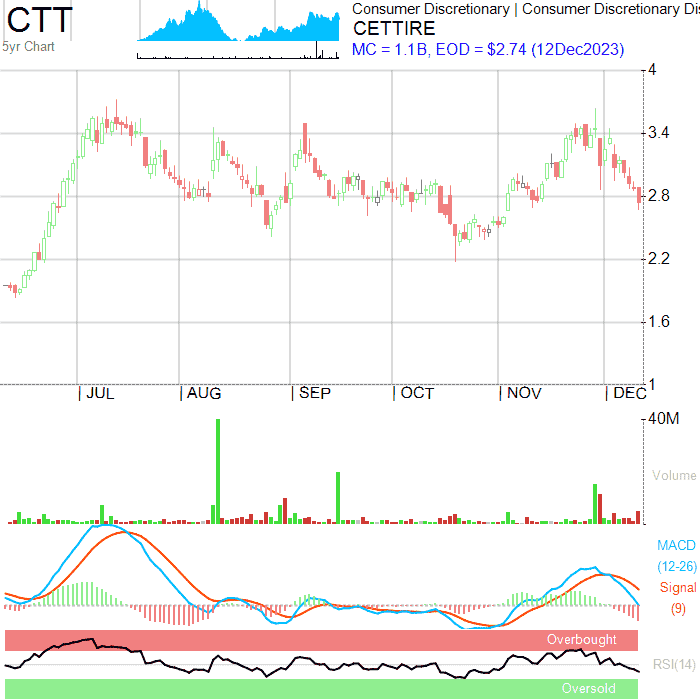 CTT
5yr Chart
Consumer Discretionary | Consumer Discretionary Dis
CETTIRE
MC = 1.1B, EOD = $2.74 (12Dec2023)
4
3.4
2.8
2.2
1.6
1
| JUL | AUG | SEP | OCT | NOV | DEC
40M
Volume
MACD
(12-26)
Signal
(9)
Overbought
RSI(14)
Oversold